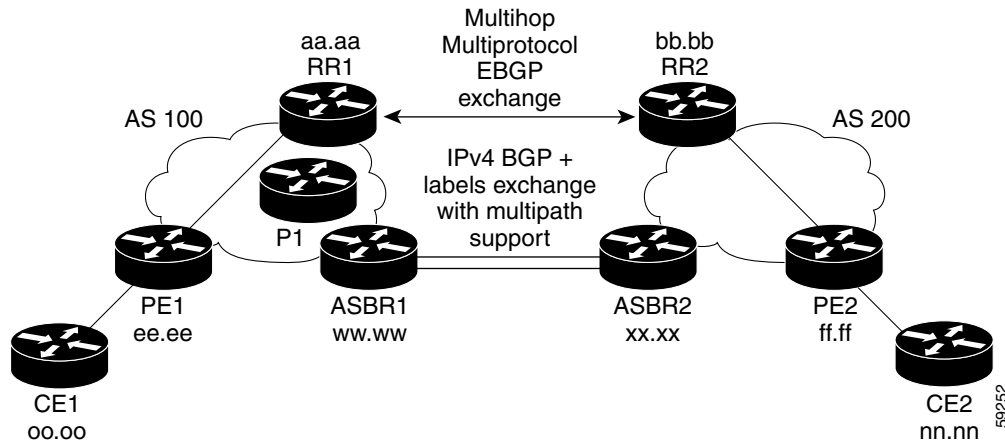 Multihop
Multiprotocol
EBGP
exchange
aa.aa
RR1
bb.bb
RR2
AS 100
AS 200
IPv4 BGP +
labels exchange
with multipath
support
P1
PE1
ee.ee
ASBR1
ww.ww
ASBR2
xx.xx
PE2
ff.ff
CE1
oo.oo
CE2
nn.nn
59252